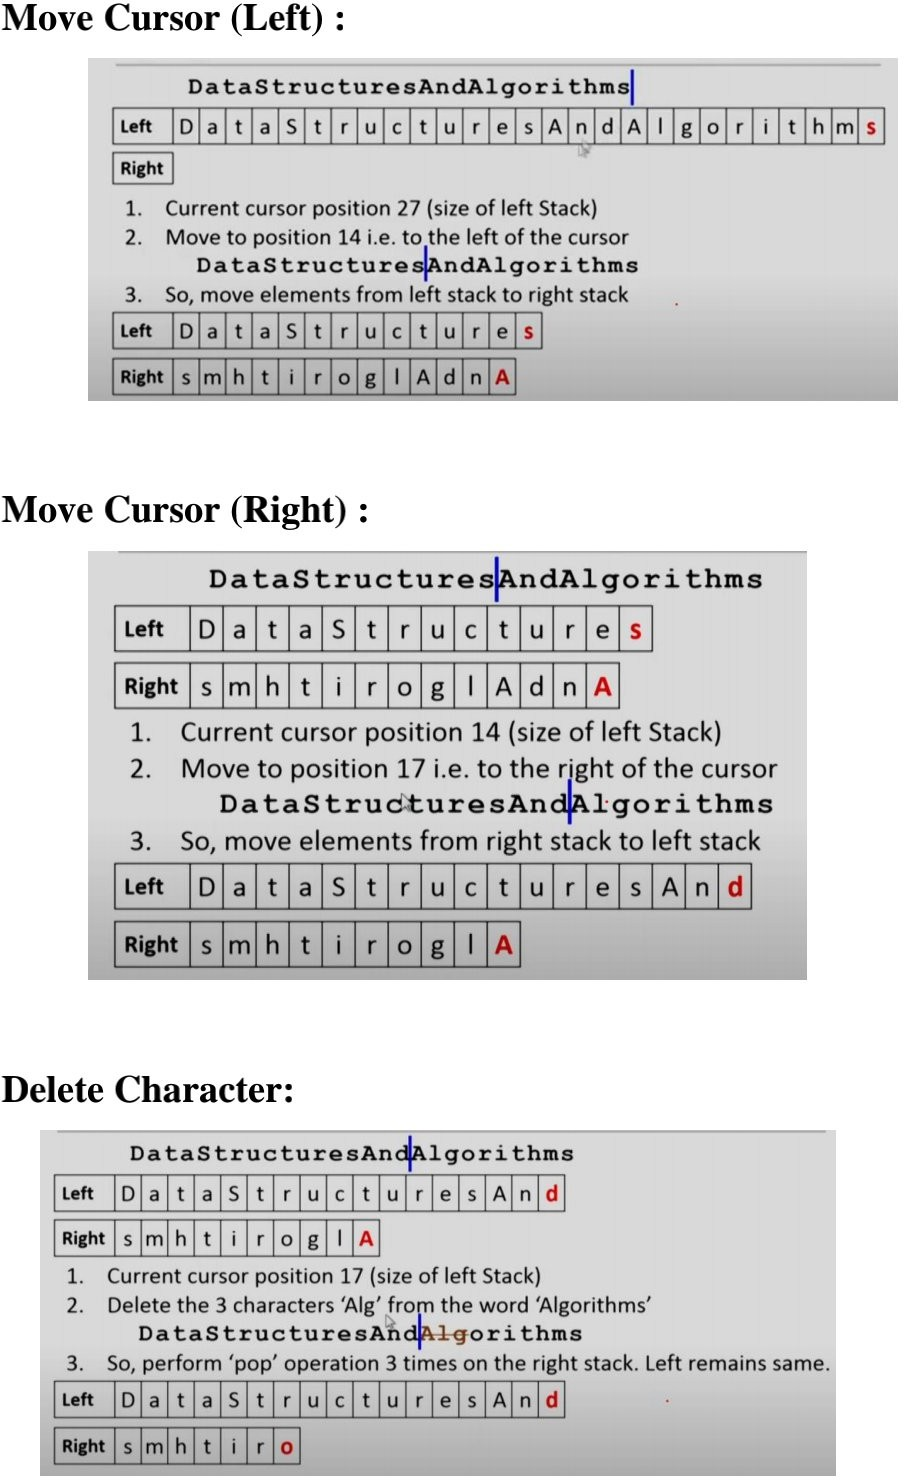 Move Cursor (Left) :
DataStructuresAndAlgorithms
Left D a t a S t r u c t u r e s A n d A l g o r i t h m s
Right
1. Current cursor position 27 (size of left Stack)
2. Move to position 14 i.e. to the left of the cursor
DataStructuresAndAlgorithms
3. So, move elements from left stack to right stack
Left D a t a S t r u c t u r e s
Right s m h t i r o g l A d n A
Move Cursor (Right) :
DataStructuresAndAlgorithms
Left D a t a S t r u c t u r e s
Right s m h t i r o g l A d n A
1. Current cursor position 14 (size of left Stack)
2. Move to position 17 i.e. to the right of the cursor
DataStructuresAndAlgorithms
3. So, move elements from right stack to left stack
Left D a t a S t r u c t u r e s A n d
Right s m h t i r o g l A
Delete Character:
DataStructuresAndAlgorithms
Left D a t a S t r u c t u r e s A n d
Right s m h t i r o g l A
1. Current cursor position 17 (size of left Stack)
2. Delete the 3 characters ‘Alg’ from the word ‘Algorithms’
DataStructuresAndAlgorithms
3. So, perform ‘pop’ operation 3 times on the right stack. Left remains same.
Left D a t a S t r u c t u r e s A n d
Right s m h t i r o